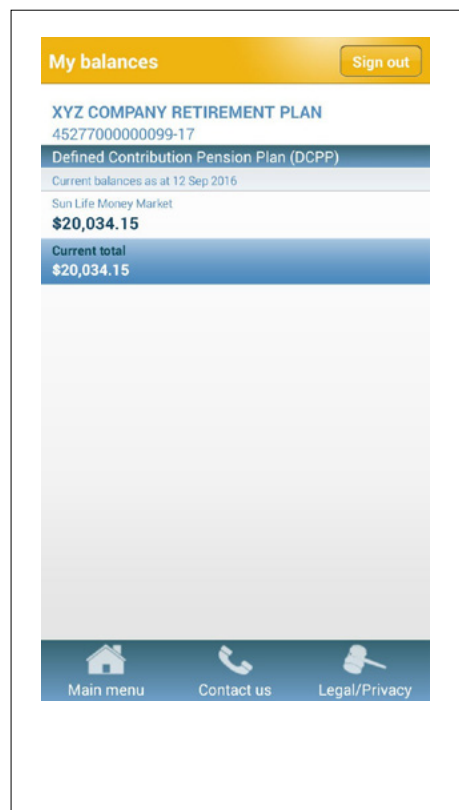 My balances
Sign out
XYZ COMPANY RETIREMENT PLAN
45277000000099-17
Defined Contribution Pension Plan (DCPP)
Current balances as at 12 Sep 2016
Sun Life Money Market
$20,034.15
Current total
$20,034.15
Main menu
Contact us
Legal/Privacy